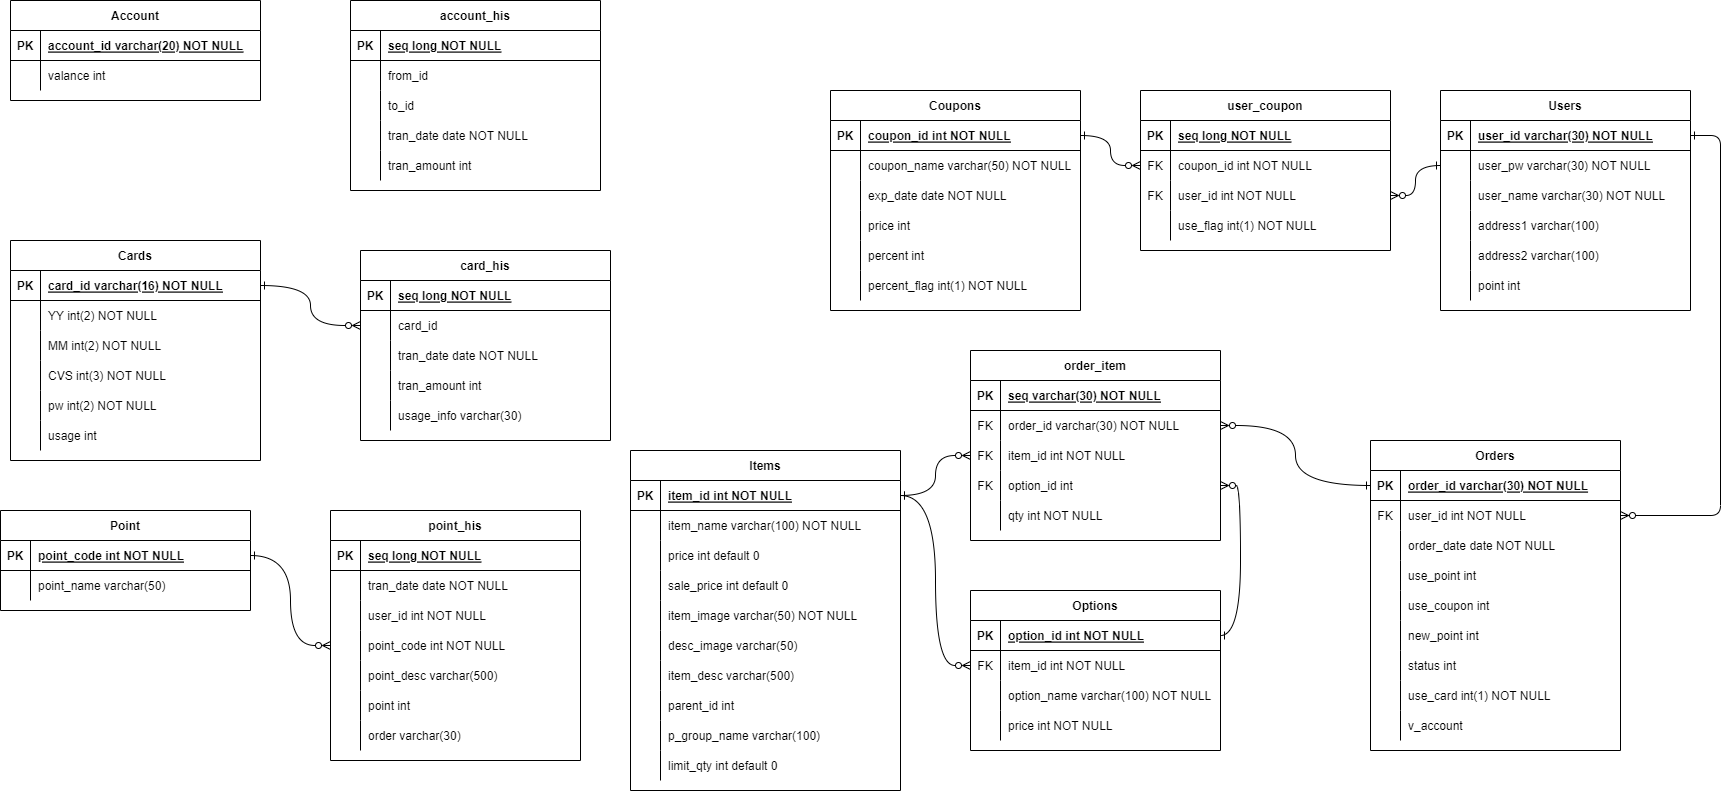 Account
PK account_id varchar(20) NOT NULL
valance int
account_his
PK seq long NOT NULL
from_id
to_id
tran_date date NOT NULL
tran_amount int
Coupons
PK coupon_id int NOT NULL
coupon_name varchar(50) NOT NULL
exp_date date NOT NULL
price int
percent int
percent_flag int(1) NOT NULL
user_coupon
PK seq long NOT NULL
FK coupon_id int NOT NULL
FK user_id int NOT NULL
use_flag int(1) NOT NULL
Users
PK user_id varchar(30) NOT NULL
user_pw varchar(30) NOT NULL
user_name varchar(30) NOT NULL
address1 varchar(100)
address2 varchar(100)
point int
Cards
PK card_id varchar(16) NOT NULL
YY int(2) NOT NULL
MM int(2) NOT NULL
CVS int(3) NOT NULL
pw int(2) NOT NULL
usage int
card_his
PK seq long NOT NULL
card_id
tran_date date NOT NULL
tran_amount int
usage_info varchar(30)
order_item
PK seq varchar(30) NOT NULL
FK order_id varchar(30) NOT NULL
FK item_id int NOT NULL
FK option_id int
qty int NOT NULL
Orders
PK order_id varchar(30) NOT NULL
FK user_id int NOT NULL
order_date date NOT NULL
use_point int
use_coupon int
new_point int
status int
use_card int(1) NOT NULL
v_account
Items
PK item_id int NOT NULL
item_name varchar(100) NOT NULL
price int default 0
sale_price int default 0
item_image varchar(50) NOT NULL
desc_image varchar(50)
item_desc varchar(500)
parent_id int
p_group_name varchar(100)
limit_qty int default 0
Point
PK point_code int NOT NULL
point_name varchar(50)
point_his
PK seq long NOT NULL
tran_date date NOT NULL
user_id int NOT NULL
point_code int NOT NULL
point_desc varchar(500)
point int
order varchar(30)
Options
PK option_id int NOT NULL
FK item_id int NOT NULL
option_name varchar(100) NOT NULL
price int NOT NULL